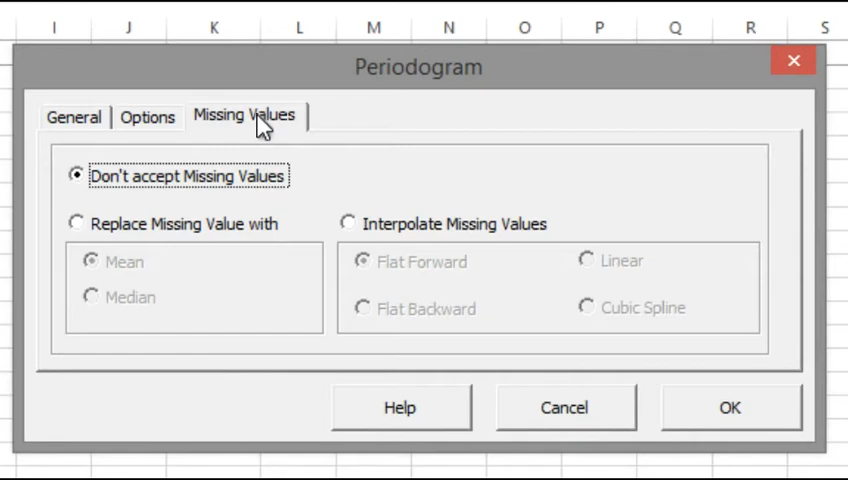 I J K L M N O P Q R S
Periodogram
General Options Missing Values
Don't accept Missing Values
Replace Missing Value with Interpolate Missing Values
Mean Flat Forward Linear
Median Flat Backward Cubic Spline
Help Cancel OK